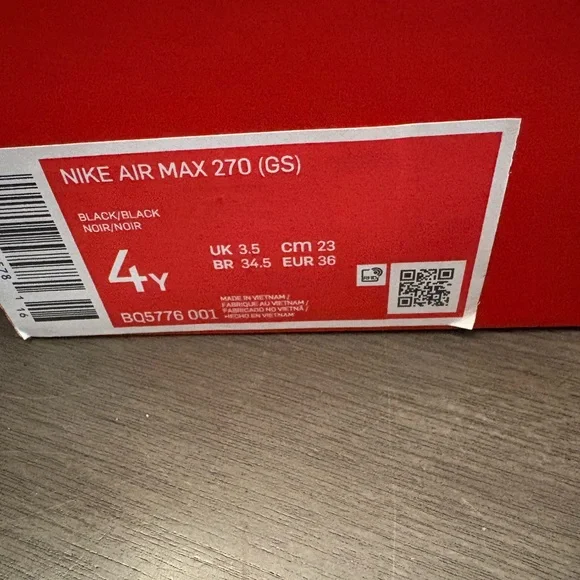 NIKE AIR MAX 270 (GS)
BLACK/BLACK
NOIR/NOIR
4Y
UK 3.5 cm 23
BR 34.5 EUR 36
BQ5776 001
MADE IN VIETNAM /
FABRIQUE AU VIETNAM /
FABRICADO NO VIETNÃ /
HECHO EN VIETNAM